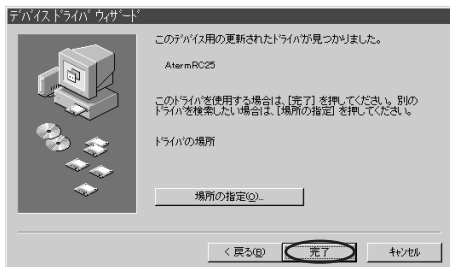 デバイス ドライバ ウィザード
このデバイス用の更新されたドライバが見つかりました。
AtermRC25
このドライバを使用する場合は、[完了] を押してください。別の
ドライバを検索したい場合は、[場所の指定] を押してください。
ドライバの場所
場所の指定(O)...
< 戻る(B)
完了
キャンセル